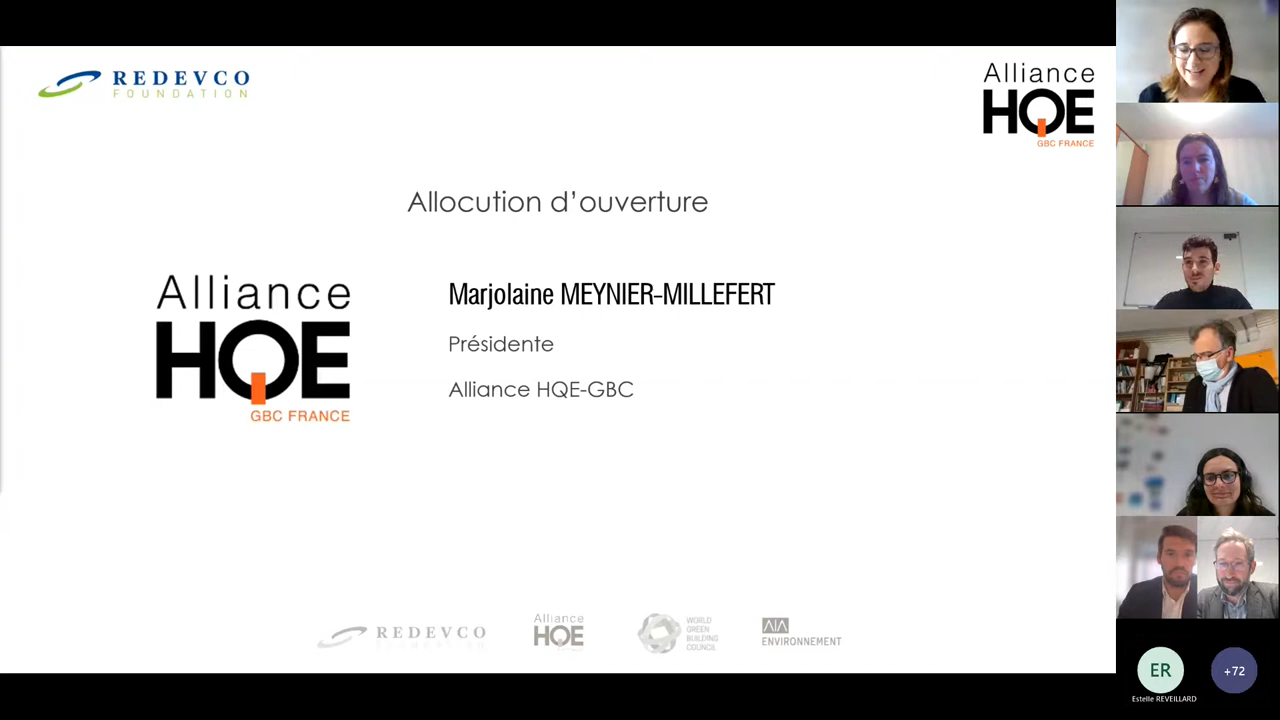 REDEVCO
FOUNDATION
Alliance
HQE
GBC FRANCE
Allocution d'ouverture
Alliance
HQE
GBC FRANCE
Marjolaine MEYNIER-MILLEFERT
Présidente
Alliance HQE-GBC
REDEVCO
Alliance
HQE
WORLD
GREEN
BUILDING
COUNCIL
AIA
ENVIRONNEMENT
ER
Estelle REVEILLARD
+72